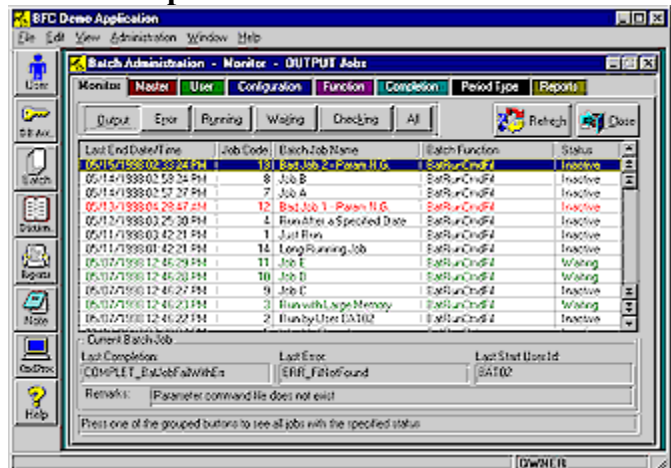 BFC Demo Application
File Edit View Administration Window Help
Batch Administration - Monitor - OUTPUT Jobs
Monitor Master User Configuration Function Completion Period Type Reports
Output Error Running Waiting Checking All Refresh Close
User
DB Acc.
Batch
Docum.
Reports
Note
Help
Last End Date/Time Job Code Batch Job Name Batch Function Status
05/15/1998 02:33:24 PM 13 Bad Job 2 - Param N.G. BatRunCmdFil Inactive
05/14/1998 02:59:24 PM 8 Job B BatRunCmdFil Inactive
05/14/1998 02:57:27 PM 7 Job A BatRunCmdFil Inactive
05/13/1998 04:28:47 AM 12 Bad Job 1 - Param N.G. BatRunCmdFil Inactive
05/11/1998 03:25:30 PM 4 Run After a Specified Date BatRunCmdFil Inactive
05/11/1998 03:42:21 PM 1 Just Run BatRunCmdFil Inactive
05/11/1998 01:42:21 PM 14 Long Running Job BatRunCmdFil Inactive
05/07/1998 12:46:29 PM 11 Job E BatRunCmdFil Waiting
05/07/1998 12:46:28 PM 10 Job D BatRunCmdFil Waiting
05/07/1998 12:46:27 PM 9 Job C BatRunCmdFil Inactive
05/07/1998 12:46:23 PM 3 Run with Large Memory BatRunCmdFil Waiting
05/07/1998 12:46:22 PM 2 Run by User BAT02 BatRunCmdFil Inactive
Current Batch Job
Last Completion: Last Error: Last Start User Id:
COMPLET_BatJobFailWithErr ERR_FilNotFound BAT02
Remarks: Parameter command file does not exist
Press one of the grouped buttons to see all jobs with the specified status
OWNER